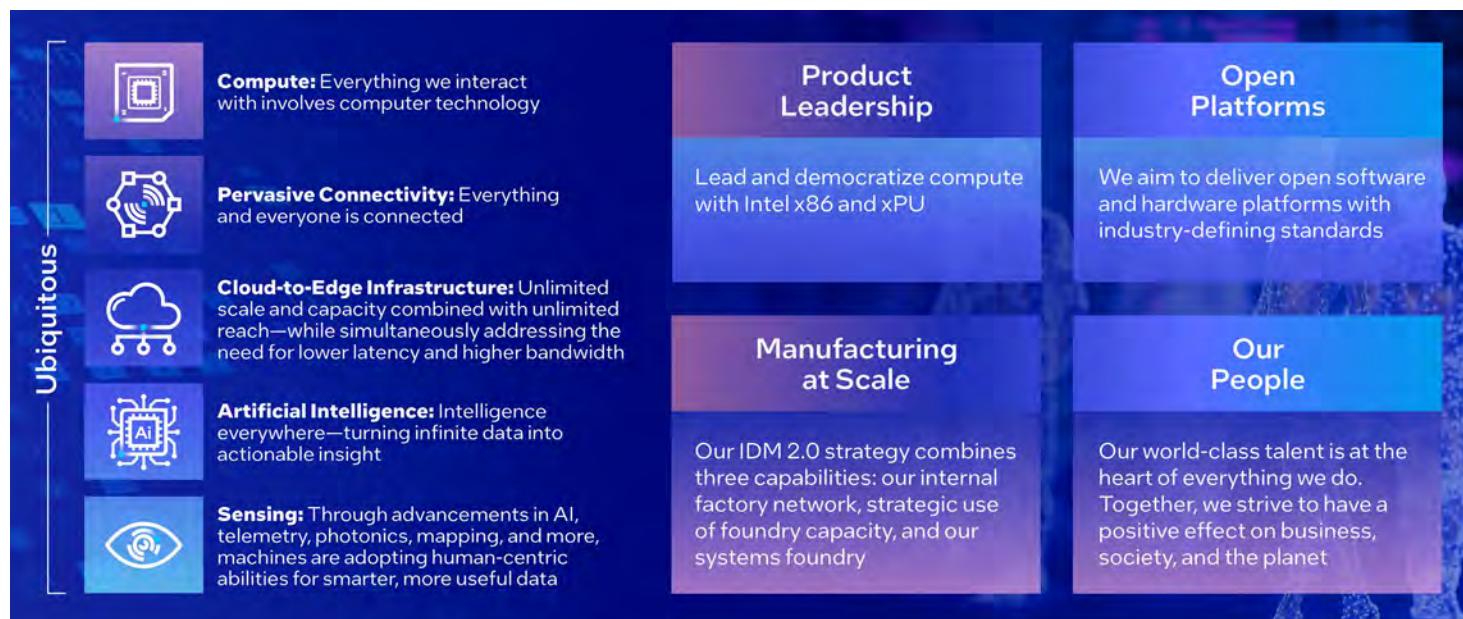 Ubiquitous
Compute: Everything we interact
with involves computer technology
Pervasive Connectivity: Everything
and everyone is connected
Cloud-to-Edge Infrastructure: Unlimited
scale and capacity combined with unlimited
reach—while simultaneously addressing the
need for lower latency and higher bandwidth
Ai
Artificial Intelligence: Intelligence
everywhere—turning infinite data into
actionable insight
Sensing: Through advancements in AI,
telemetry, photonics, mapping, and more,
machines are adopting human-centric
abilities for smarter, more useful data
Product
Leadership
Lead and democratize compute
with Intel x86 and xPU
Open
Platforms
We aim to deliver open software
and hardware platforms with
industry-defining standards
Manufacturing
at Scale
Our IDM 2.0 strategy combines
three capabilities: our internal
factory network, strategic use
of foundry capacity, and our
systems foundry
Our
People
Our world-class talent is at the
heart of everything we do.
Together, we strive to have a
positive effect on business,
society, and the planet